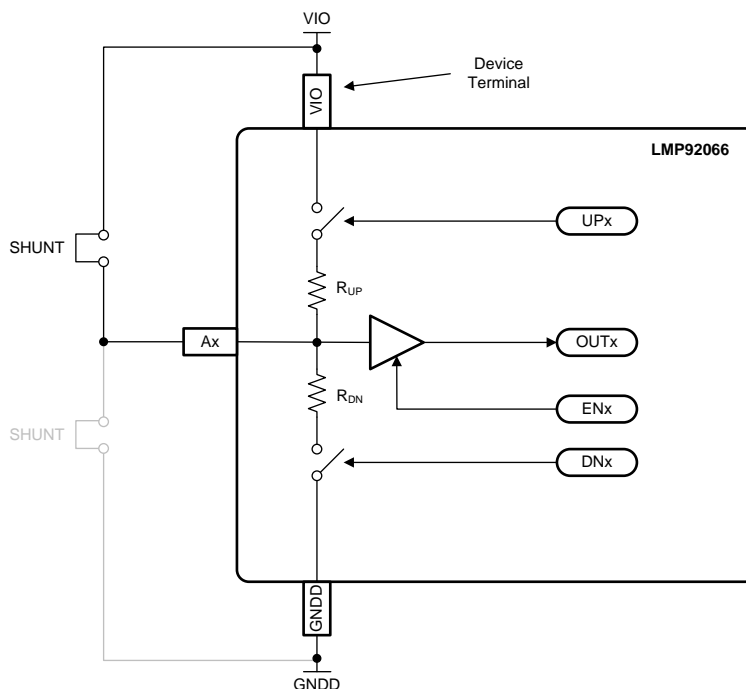 VIO
Device
Terminal
VIO
LMP92066
UPx
SHUNT
RUP
Ax
OUTx
RDN
ENx
SHUNT
DNx
GNDD
GNDD